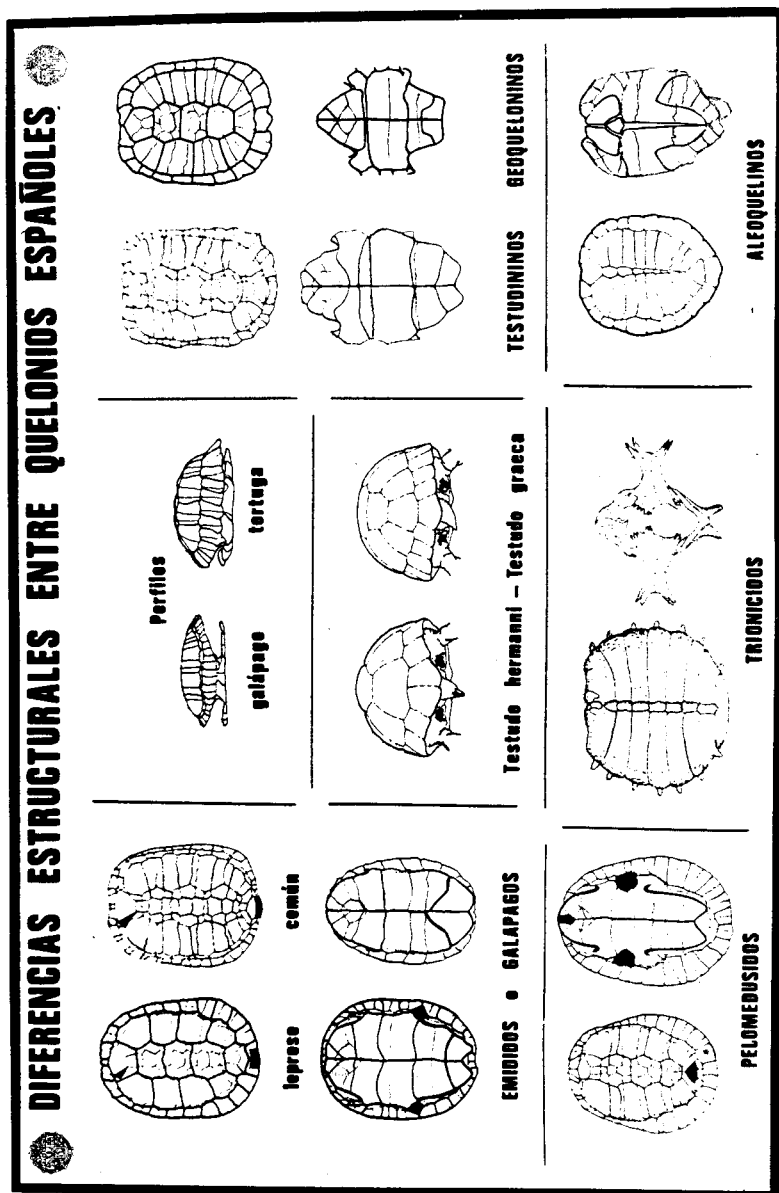 DIFERENCIAS ESTRUCTURALES ENTRE QUELONIOS ESPAÑOLES
leproso común
EMIDIDOS o GALAPAGOS
Perfiles
galápago tortuga
Testudo hermanni – Testudo graeca
TESTUDININOS GEOQUELONINOS
PELOMEDUSIDOS
TRIONICIDOS
ALEOQUELINOS